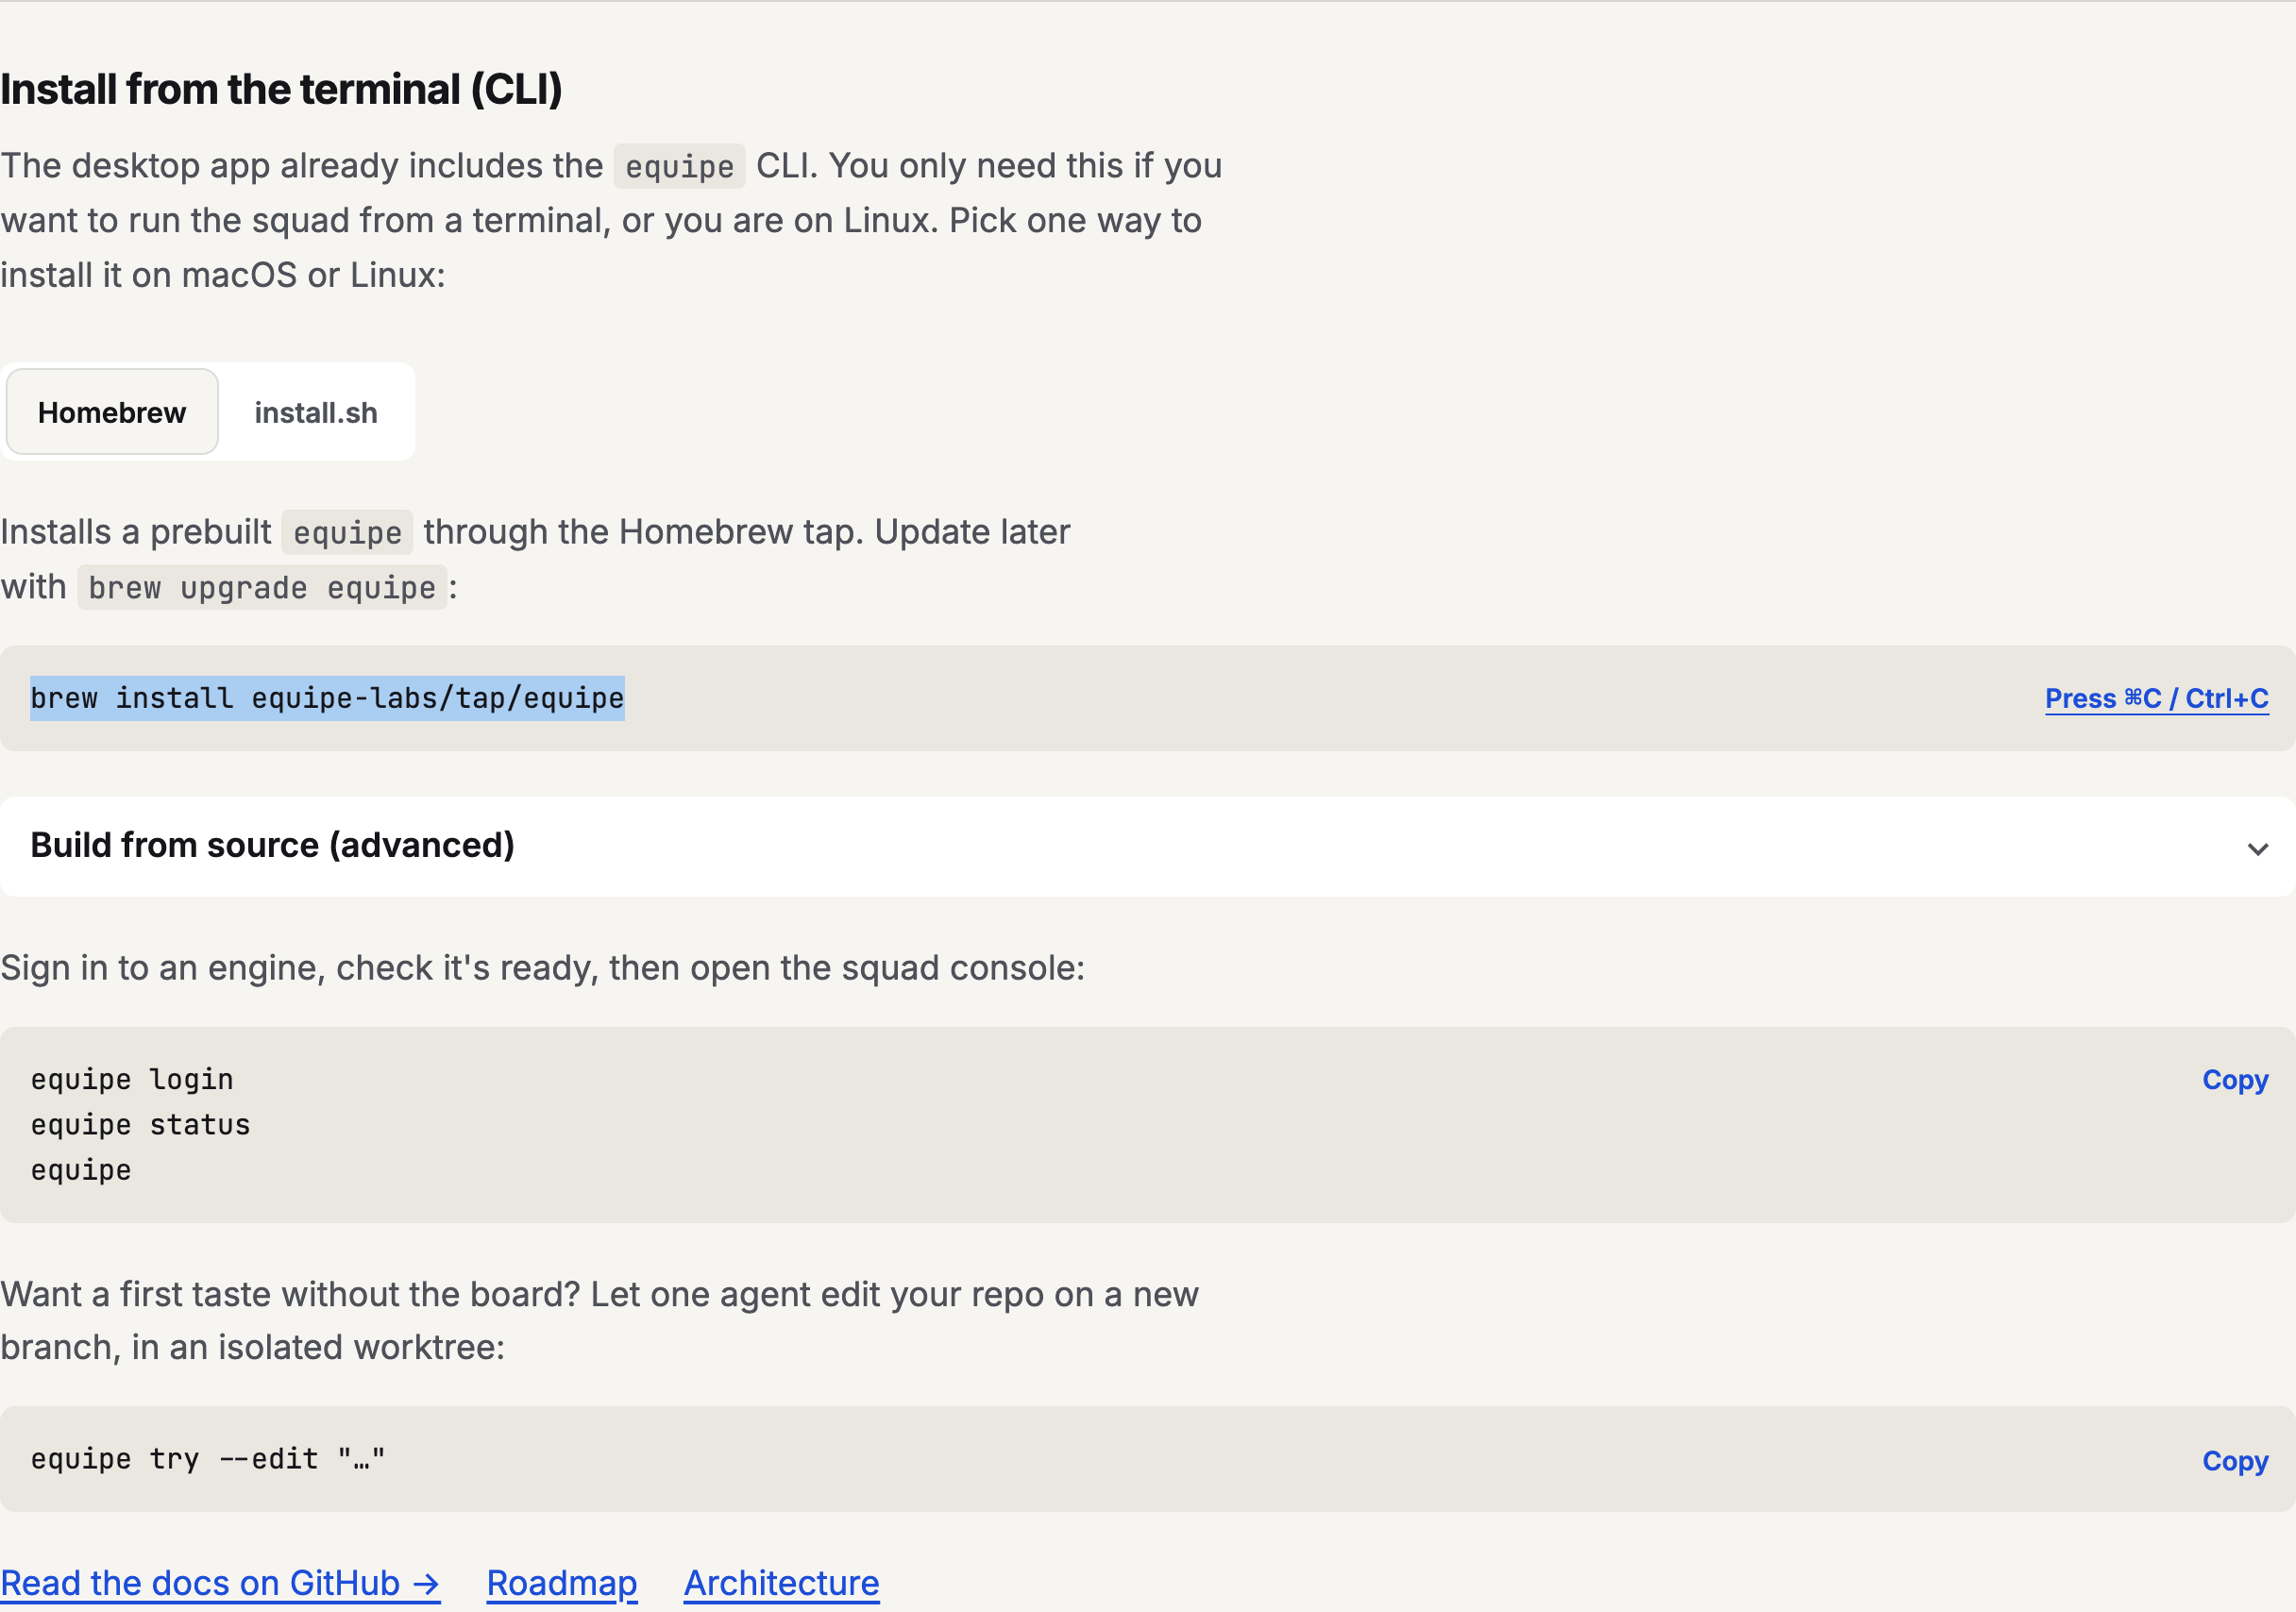 Install from the terminal (CLI)
The desktop app already includes the equipe CLI. You only need this if you
want to run the squad from a terminal, or you are on Linux. Pick one way to
install it on macOS or Linux:
Homebrew
install.sh
Installs a prebuilt equipe through the Homebrew tap. Update later
with brew upgrade equipe:
brew install equipe-labs/tap/equipe
Press ⌘C / Ctrl+C
Build from source (advanced)
Sign in to an engine, check it's ready, then open the squad console:
equipe login
Copy
equipe status
equipe
Want a first taste without the board? Let one agent edit your repo on a new
branch, in an isolated worktree:
equipe try --edit "…"
Copy
Read the docs on GitHub → Roadmap Architecture